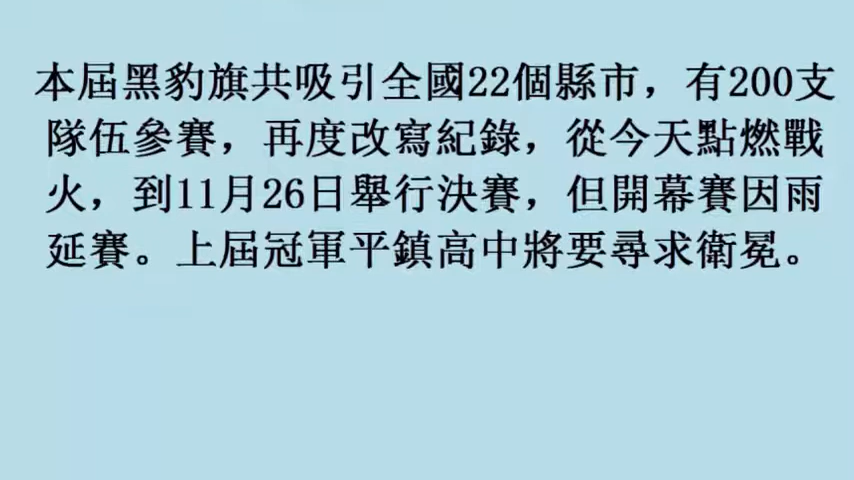 本屆黑豹旗共吸引全國22個縣市，有200支
隊伍參賽，再度改寫紀錄，從今天點燃戰
火，到11月26日舉行決賽，但開幕賽因雨
延賽。上屆冠軍平鎮高中將要尋求衛冕。